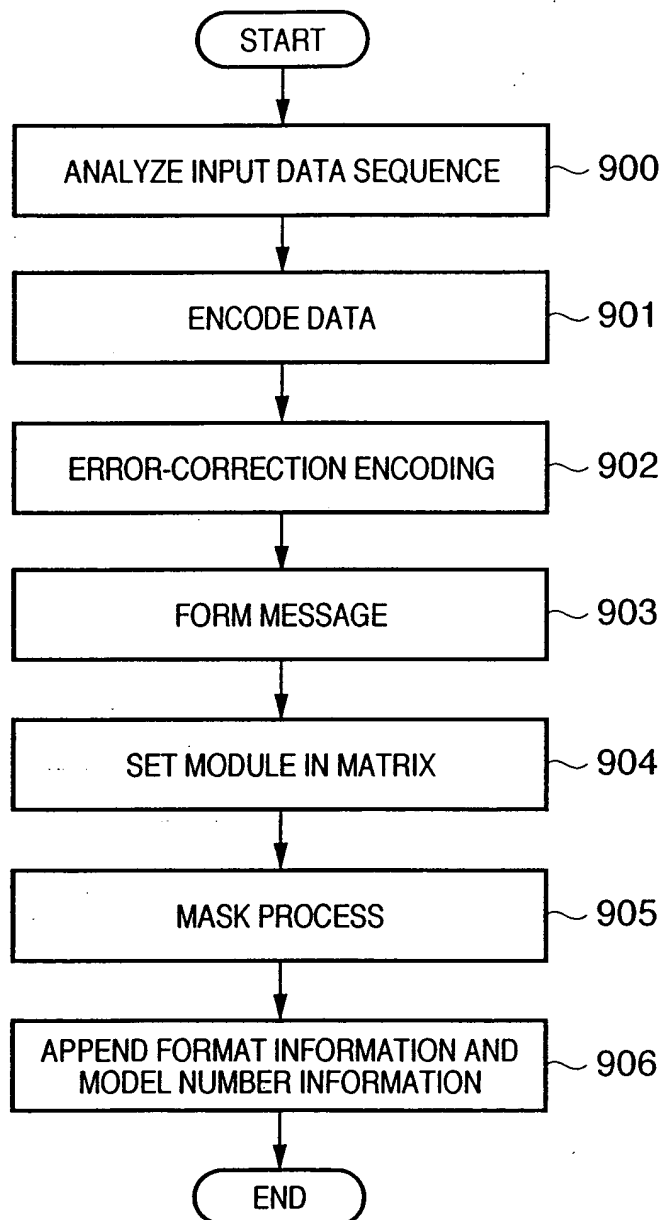 START
ANALYZE INPUT DATA SEQUENCE
900
ENCODE DATA
901
ERROR-CORRECTION ENCODING
902
FORM MESSAGE
903
SET MODULE IN MATRIX
904
MASK PROCESS
905
APPEND FORMAT INFORMATION AND
MODEL NUMBER INFORMATION
906
END